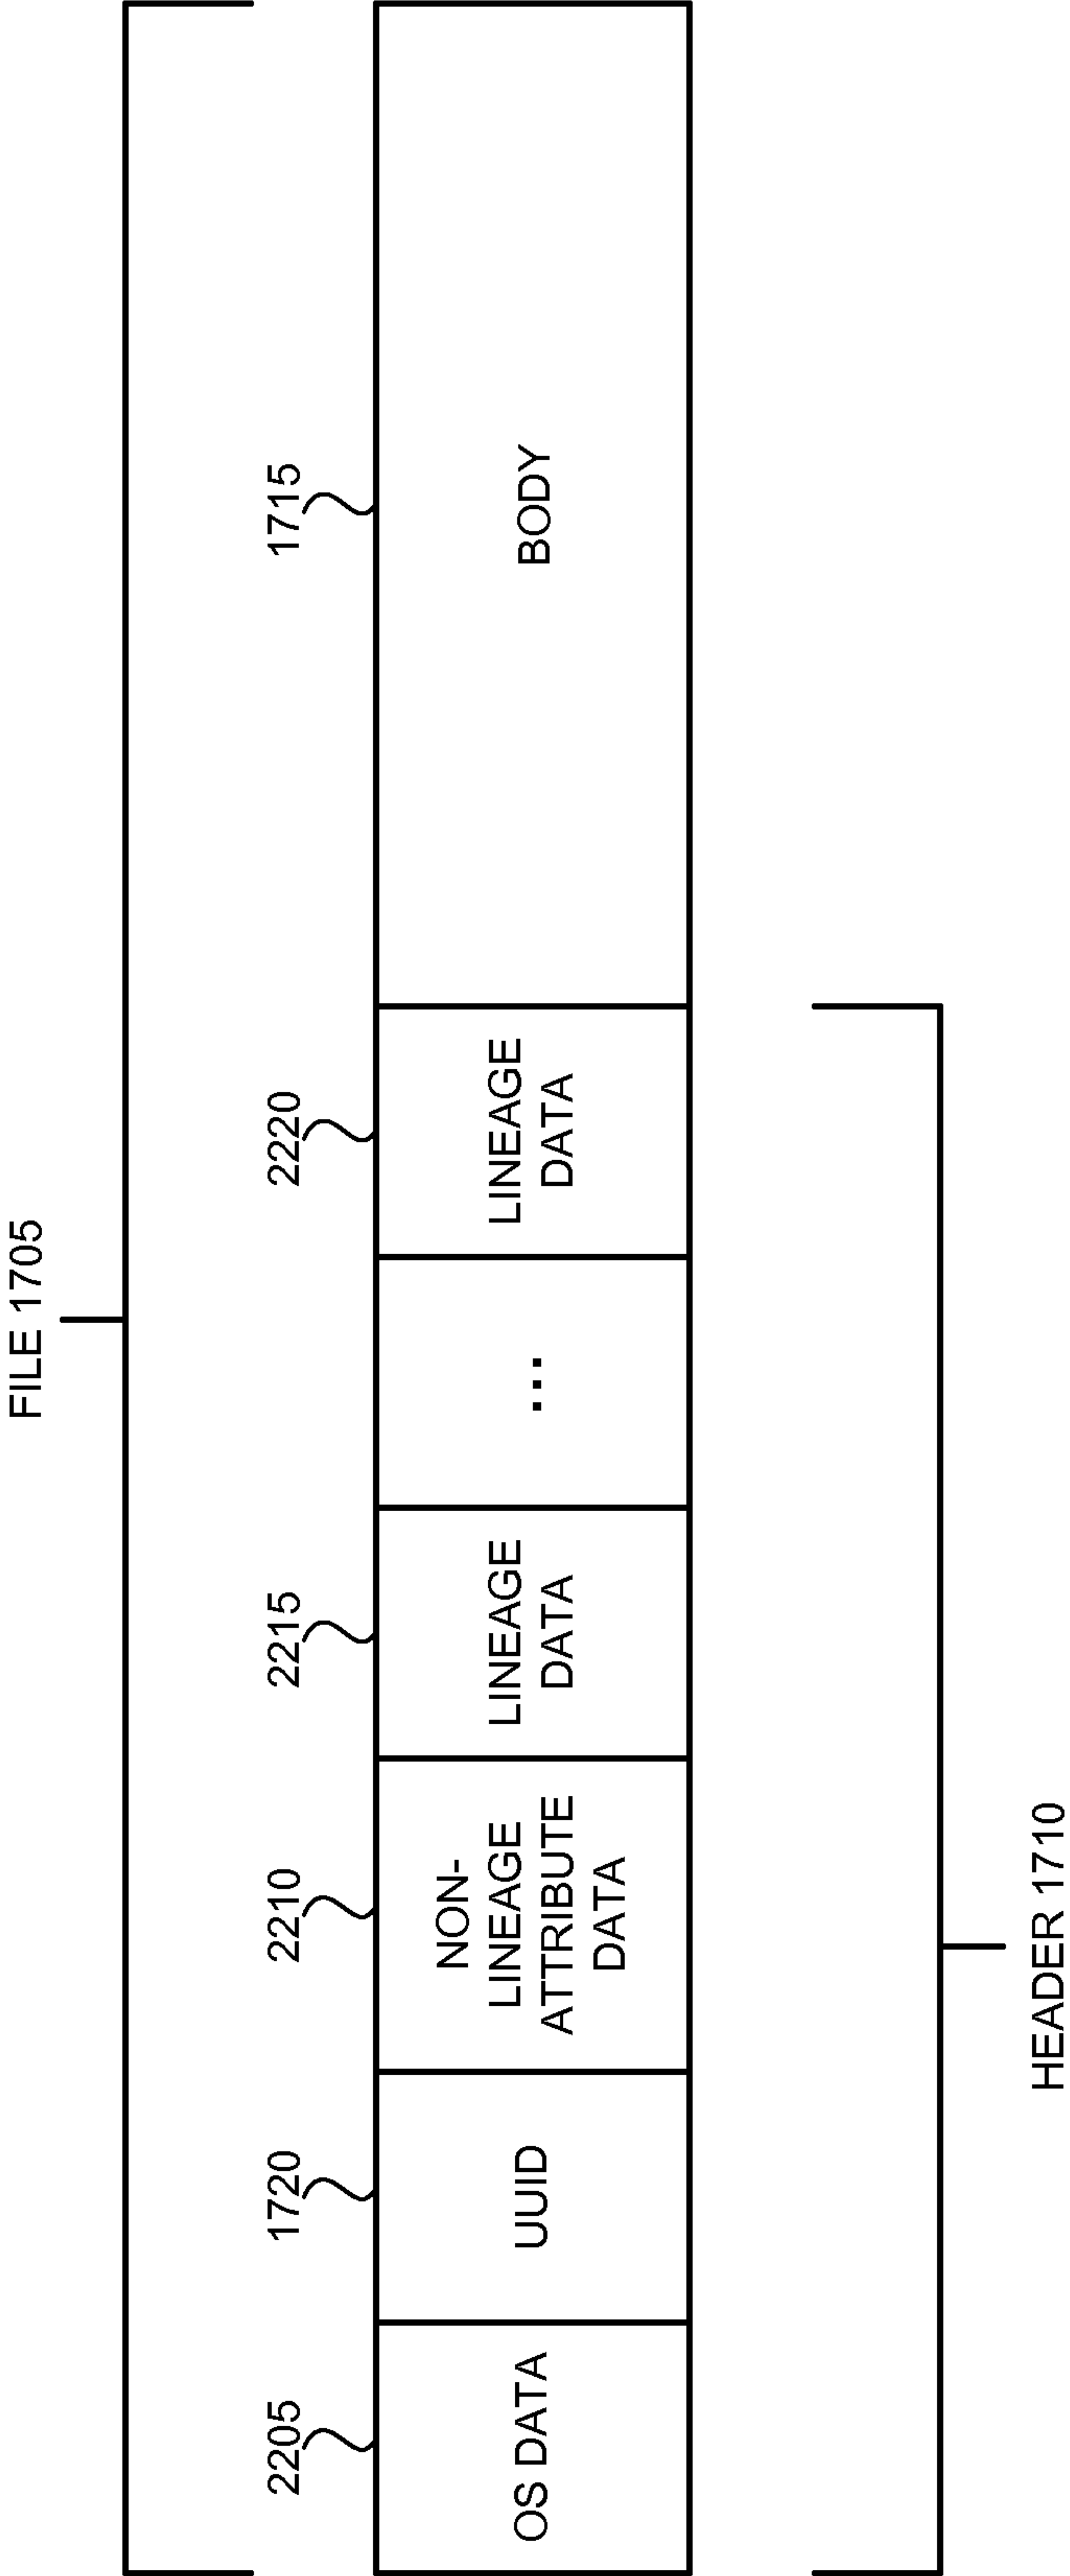 FILE 1705
2205
1720
2210
2215
2220
1715
OS DATA
UUID
NON-
LINEAGE
ATTRIBUTE
DATA
LINEAGE
DATA
...
LINEAGE
DATA
BODY
HEADER 1710